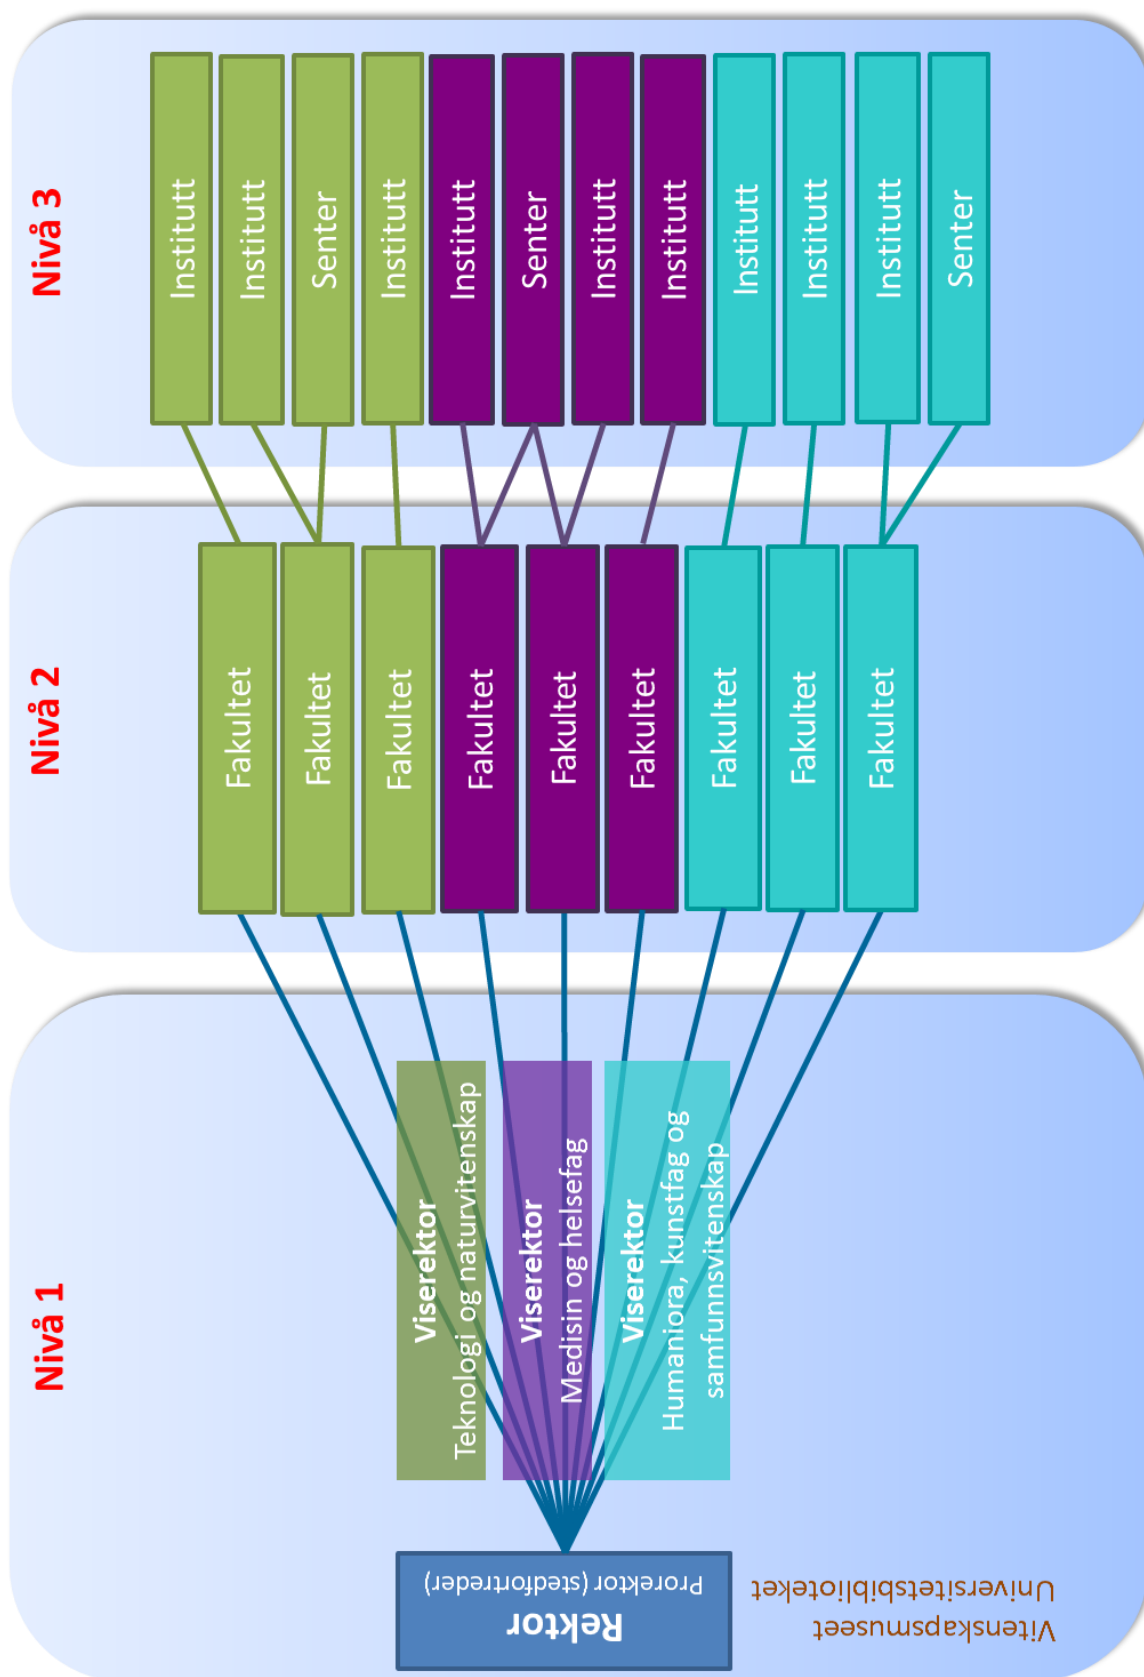 Nivå 1
Rektor
Prorektor (stedfortreder)
Vitenskapsmuseet
Universitetsbiblioteket
Viserektor
Teknologi og naturvitenskap
Viserektor
Medisin og helsefag
Viserektor
Humaniora, kunstfag og
samfunnsvitenskap
Nivå 2
Fakultet
Fakultet
Fakultet
Fakultet
Fakultet
Fakultet
Fakultet
Fakultet
Fakultet
Nivå 3
Institutt
Institutt
Senter
Institutt
Institutt
Senter
Institutt
Institutt
Institutt
Institutt
Institutt
Senter